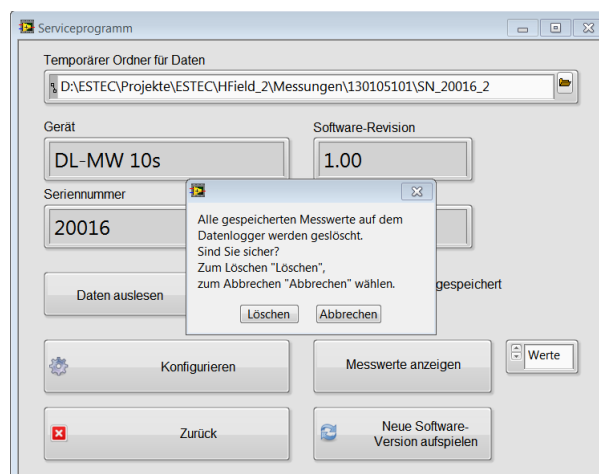 Serviceprogramm
Temporärer Ordner für Daten
D:\ESTEC\Projekte\ESTEC\HField_2\Messungen\130105101\SN_20016_2
Gerät
Software-Revision
DL-MW 10s
1.00
Seriennummer
20016
Alle gespeicherten Messwerte auf dem
Datenlogger werden geslöscht.
Sind Sie sicher?
Zum Löschen "Löschen",
zum Abbrechen "Abbrechen" wählen.
Löschen
Abbrechen
Daten auslesen
gespeichert
Konfigurieren
Messwerte anzeigen
Werte
Zurück
Neue Software-
Version aufspielen